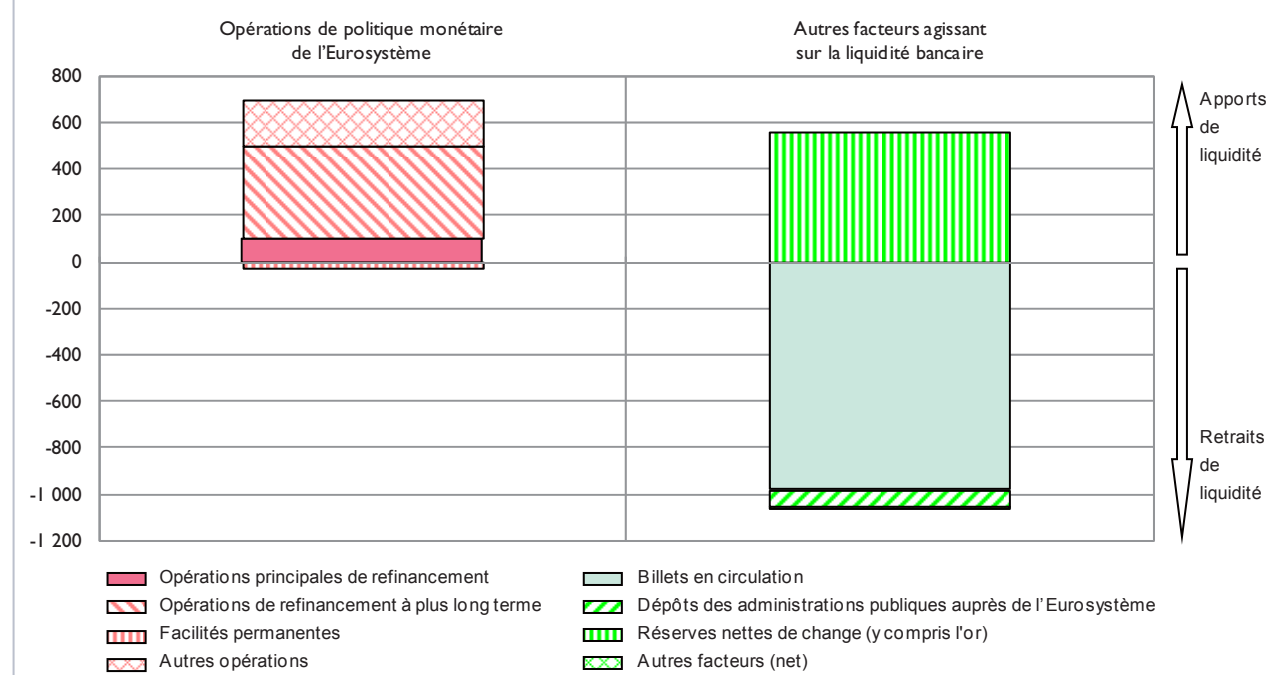 Opérations de politique monétaire
de l'Eurosystème
Autres facteurs agissant
sur la liquidité bancaire
800
600
400
200
0
-200
-400
-600
-800
-1 000
-1 200
Apports
de
liquidité
Retraits
de
liquidité
Opérations principales de refinancement
Opérations de refinancement à plus long terme
Facilités permanentes
Autres opérations
Billets en circulation
Dépôts des administrations publiques auprès de l'Eurosystème
Réserves nettes de change (y compris l'or)
Autres facteurs (net)